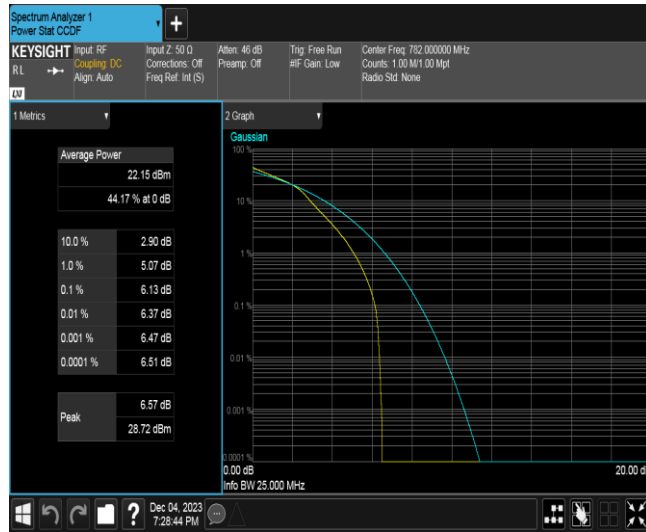 Spectrum Analyzer 1
Power Stat CCDF
+
KEYSIGHT
RL
LXI
Input: RF
Coupling: DC
Align: Auto
Input Z: 50 Ω
Corrections: Off
Freq Ref: Int (S)
Atten: 46 dB
Preamp: Off
Trig: Free Run
#IF Gain: Low
Center Freq: 782.000000 MHz
Counts: 1.00 M/1.00 Mpt
Radio Std: None
1 Metrics
Average Power
22.15 dBm
44.17 % at 0 dB
10.0 % 2.90 dB
1.0 % 5.07 dB
0.1 % 6.13 dB
0.01 % 6.37 dB
0.001 % 6.47 dB
0.0001 % 6.51 dB
Peak
6.57 dB
28.72 dBm
2 Graph
Gaussian
100 %
10 %
1 %
0.1 %
0.01 %
0.001 %
0.0001 %
0.00 dB
20.00 d
Info BW 25.000 MHz
?
Dec 04, 2023
7:28:44 PM